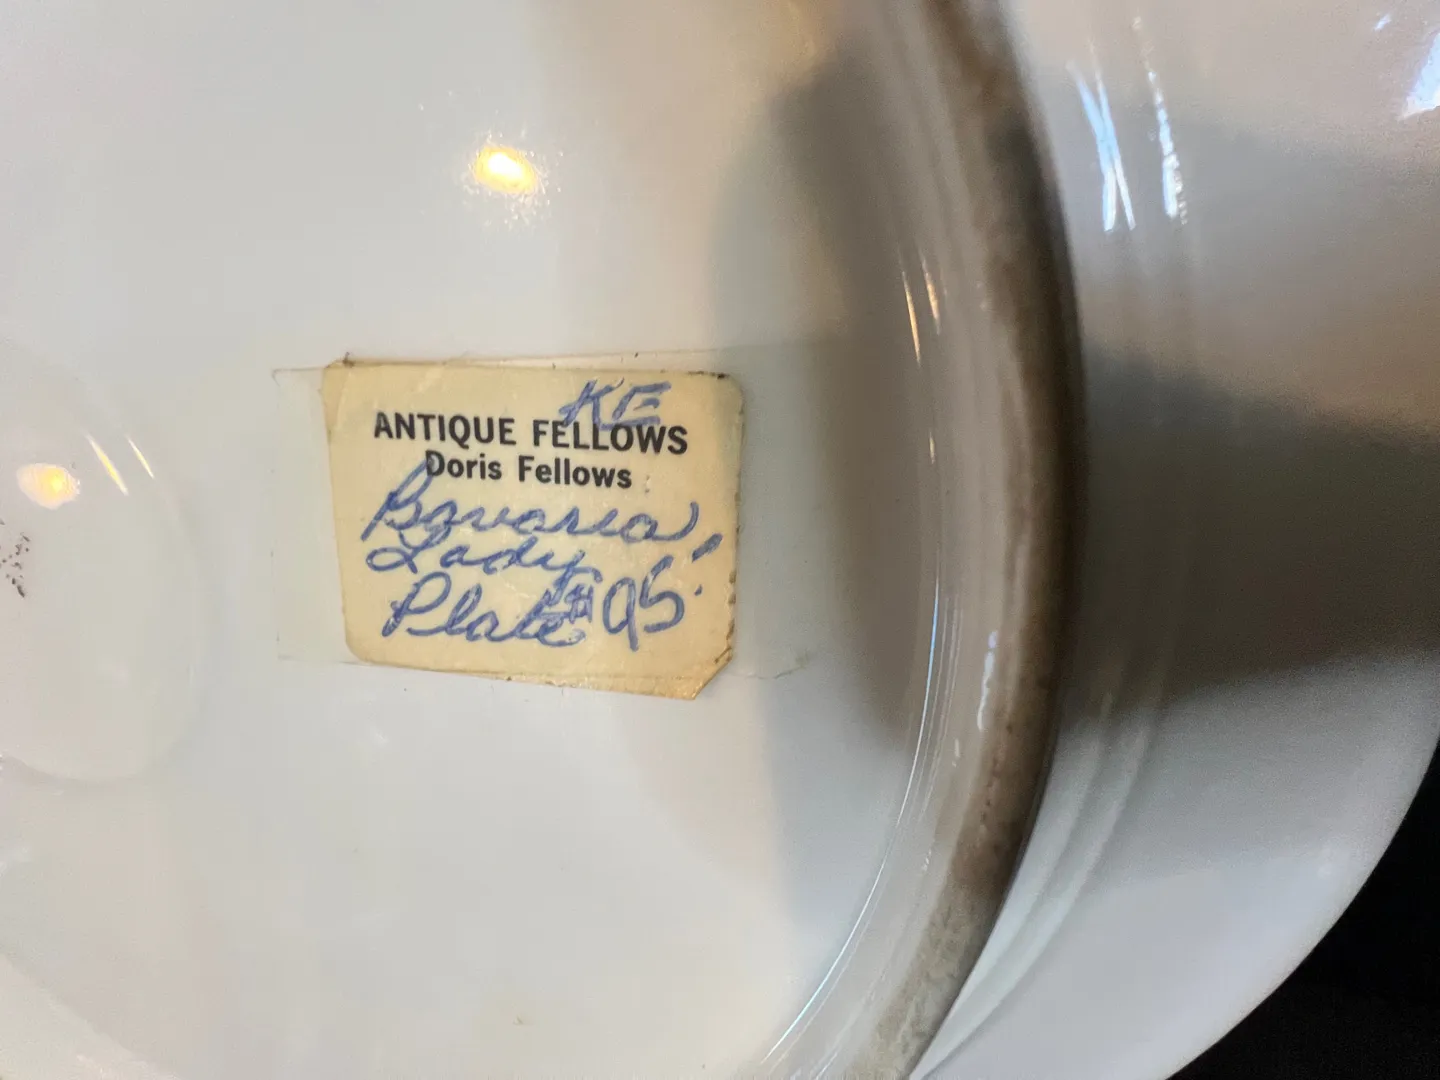 KE
ANTIQUE FELLOWS
Doris Fellows
Bavaria
Lady
Plate #95